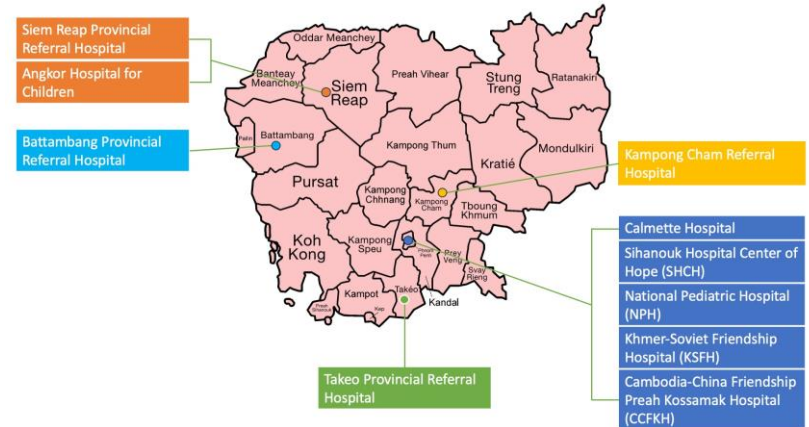 Siem Reap Provincial
Referral Hospital
Angkor Hospital for
Children
Battambang Provincial
Referral Hospital
Oddar Meanchey
Banteay
Meanchey
Siem
Reap
Preah Vihear
Stung
Treng
Ratanakiri
Pailin
Battambang
Kampong Thum
Kratié
Mondulkiri
Pursat
Kampong
Chhnang
Kampong
Cham
Tboung
Khmum
Koh
Kong
Kampong
Speu
Phnom
Penh
Prey
Veng
Svay
Rieng
Preah
Sihanouk
Kampot
Kep
Takéo
Kandal
Kampong Cham Referral
Hospital
Calmette Hospital
Sihanouk Hospital Center of
Hope (SHCH)
National Pediatric Hospital
(NPH)
Khmer-Soviet Friendship
Hospital (KSFH)
Cambodia-China Friendship
Preah Kossamak Hospital
(CCFKH)
Takeo Provincial Referral
Hospital